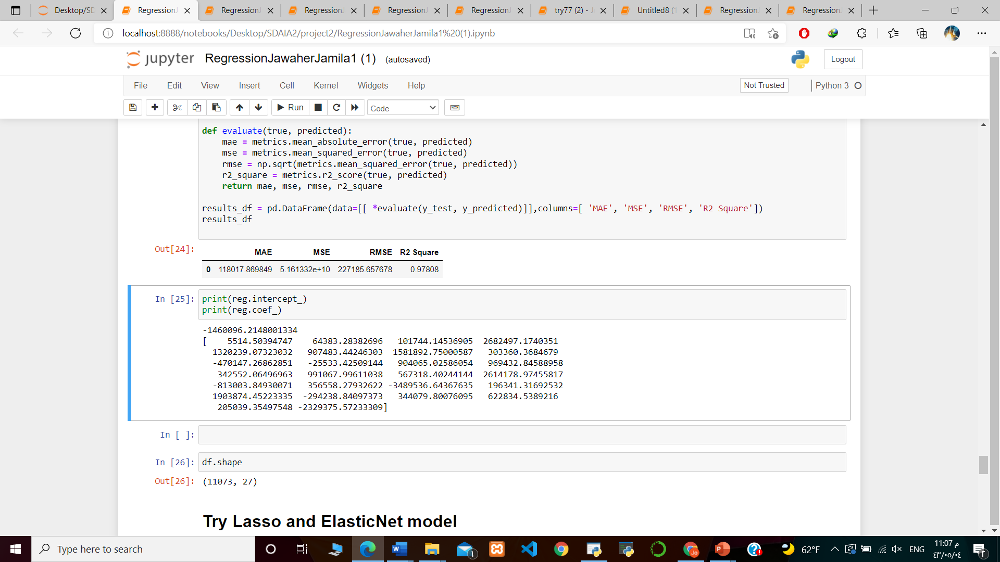 Desktop/SD
RegressionJ
RegressionJ
RegressionJ
RegressionJ
RegressionJ
try77 (2) - J
Untitled8 (1
RegressionJ
RegressionJ
localhost:8888/notebooks/Desktop/SDAIA2/project2/RegressionJawaherJamila1%20(1).ipynb
jupyter RegressionJawaherJamila1 (1) (autosaved)
Logout
File Edit View Insert Cell Kernel Widgets Help
Not Trusted
Python 3
Run
Code
def evaluate(true, predicted):
mae = metrics.mean_absolute_error(true, predicted)
mse = metrics.mean_squared_error(true, predicted)
rmse = np.sqrt(metrics.mean_squared_error(true, predicted))
r2_square = metrics.r2_score(true, predicted)
return mae, mse, rmse, r2_square
results_df = pd.DataFrame(data=[[ *evaluate(y_test, y_predicted)]],columns=[ 'MAE', 'MSE', 'RMSE', 'R2 Square'])
results_df
Out[24]:
MAE MSE RMSE R2 Square
0 118017.869849 5.161332e+10 227185.657678 0.97808
In [25]: print(reg.intercept_)
print(reg.coef_)
-1460096.2148001334
[ 5514.50394747 64383.28382696 101744.14536905 2682497.1740351
1320239.07323032 907483.44246303 1581892.75000587 303360.3684679
-470147.26862851 -25533.42509144 904065.02586054 969432.84588958
342552.06496963 991067.99611038 567318.40244144 2614178.97455817
-813003.84930071 356558.27932622 -3489536.64367635 196341.31692532
1903874.45223335 -294238.84097373 344079.80076095 622834.5389216
205039.35497548 -2329375.57233309]
In [ ]:
In [26]: df.shape
Out[26]: (11073, 27)
Try Lasso and ElasticNet model
Type here to search
62°F
ENG
11:07 م
٤٣/٠٥/٠٤